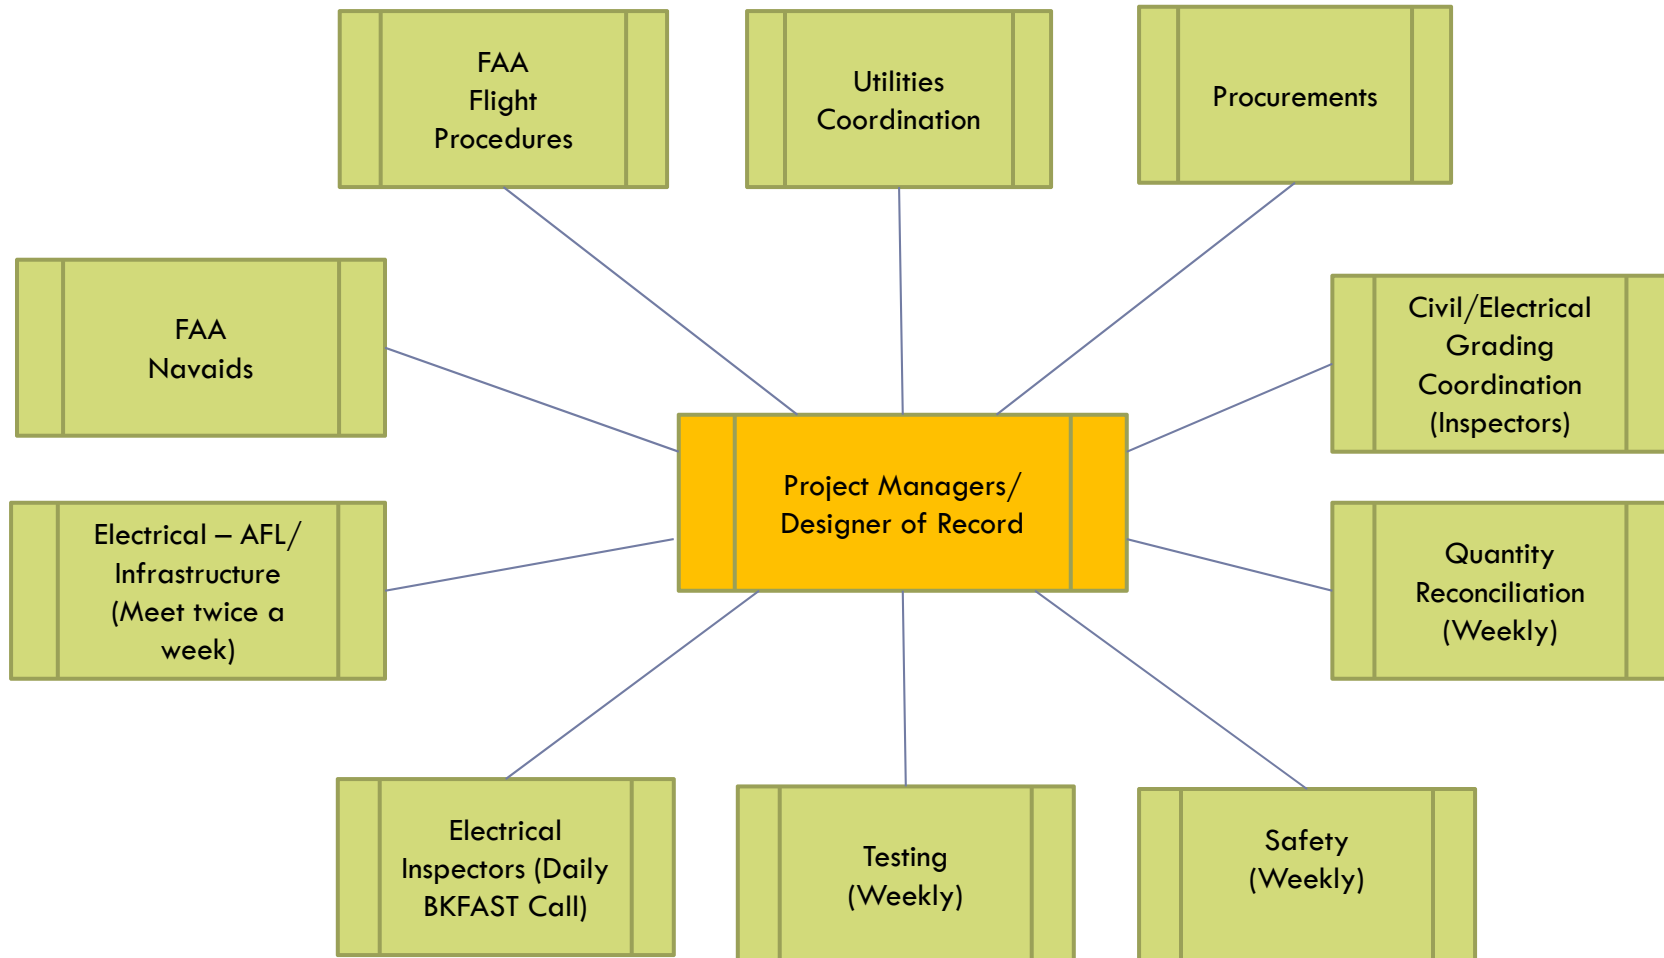 FAA
Flight
Procedures
Utilities
Coordination
Procurements
FAA
Navaids
Civil/Electrical
Grading
Coordination
(Inspectors)
Project Managers/
Designer of Record
Electrical – AFL/
Infrastructure
(Meet twice a
week)
Quantity
Reconciliation
(Weekly)
Electrical
Inspectors (Daily
BKFAST Call)
Testing
(Weekly)
Safety
(Weekly)